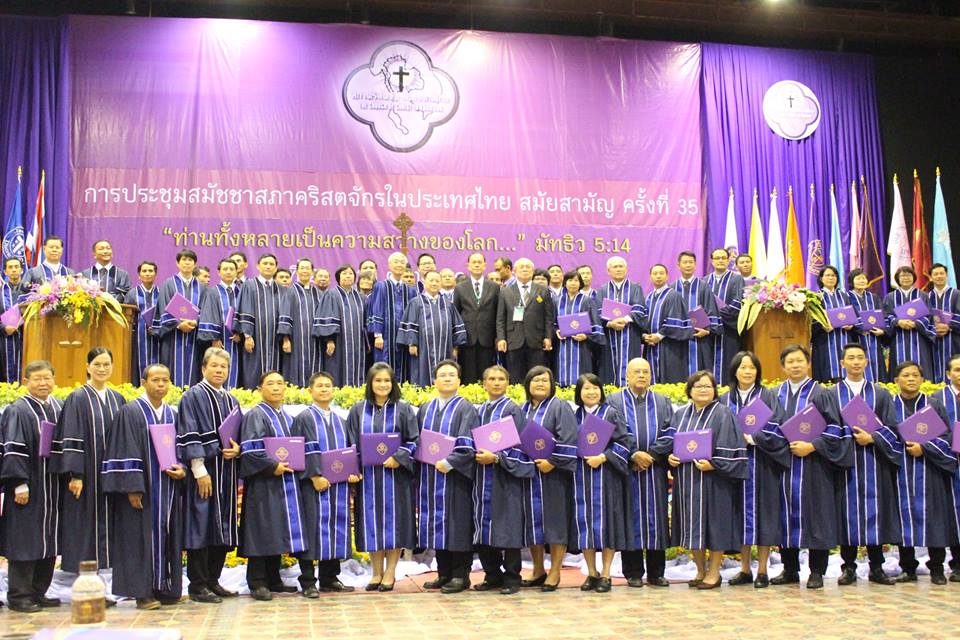 การประชุมสมัชชาสภาคริสตจักรในประเทศไทย สมัยสามัญ ครั้งที่ 35
“ท่านทั้งหลายเป็นความสว่างของโลก...” มัทธิว 5:14